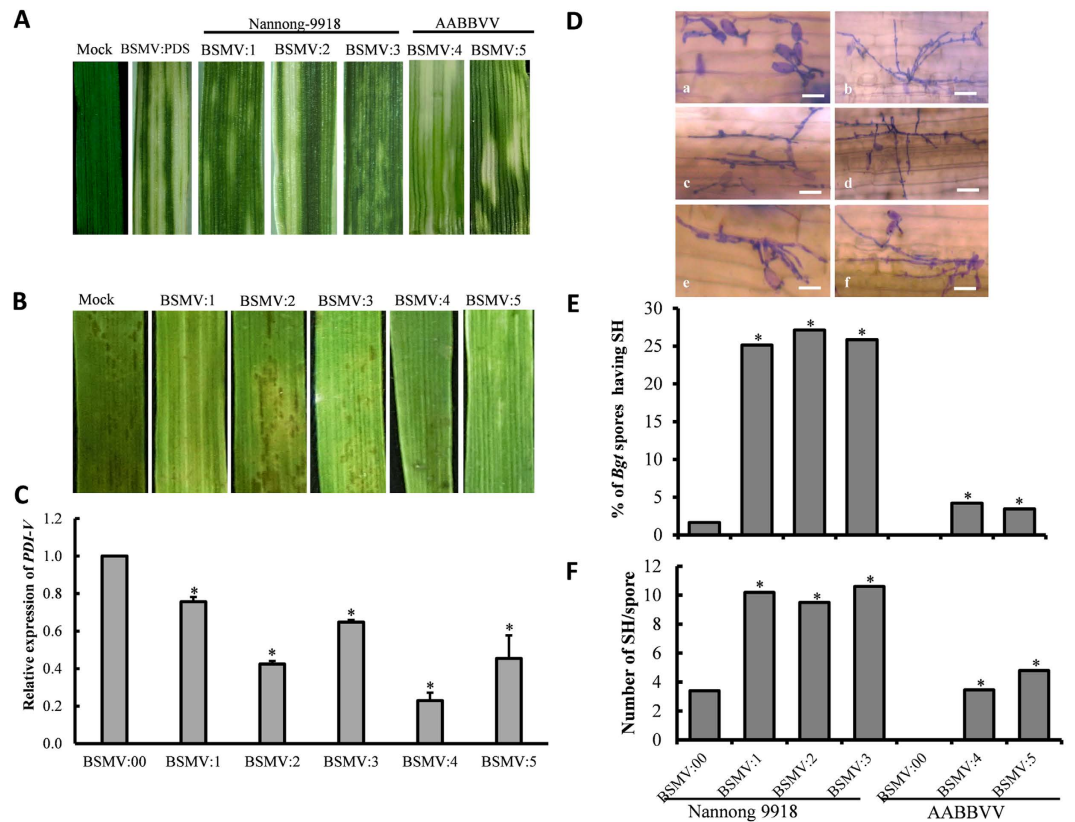 A
Nannong-9918
AABBVV
Mock BSMV:PDS BSMV:1 BSMV:2 BSMV:3 BSMV:4 BSMV:5
B
Mock BSMV:1 BSMV:2 BSMV:3 BSMV:4 BSMV:5
C
Relative expression of PDI-V
1.2
1.0
0.8
0.6
0.4
0.2
0.0
* * * * *
BSMV:00 BSMV:1 BSMV:2 BSMV:3 BSMV:4 BSMV:5
D
a b
c d
e f
E
% of Bgt spores having SH
30
25
20
15
10
5
0
* * * * *
F
Number of SH/spore
12
10
8
6
4
2
0
* * * * *
BSMV:00 BSMV:1 BSMV:2 BSMV:3 BSMV:00 BSMV:4 BSMV:5
Nannong 9918 AABBVV